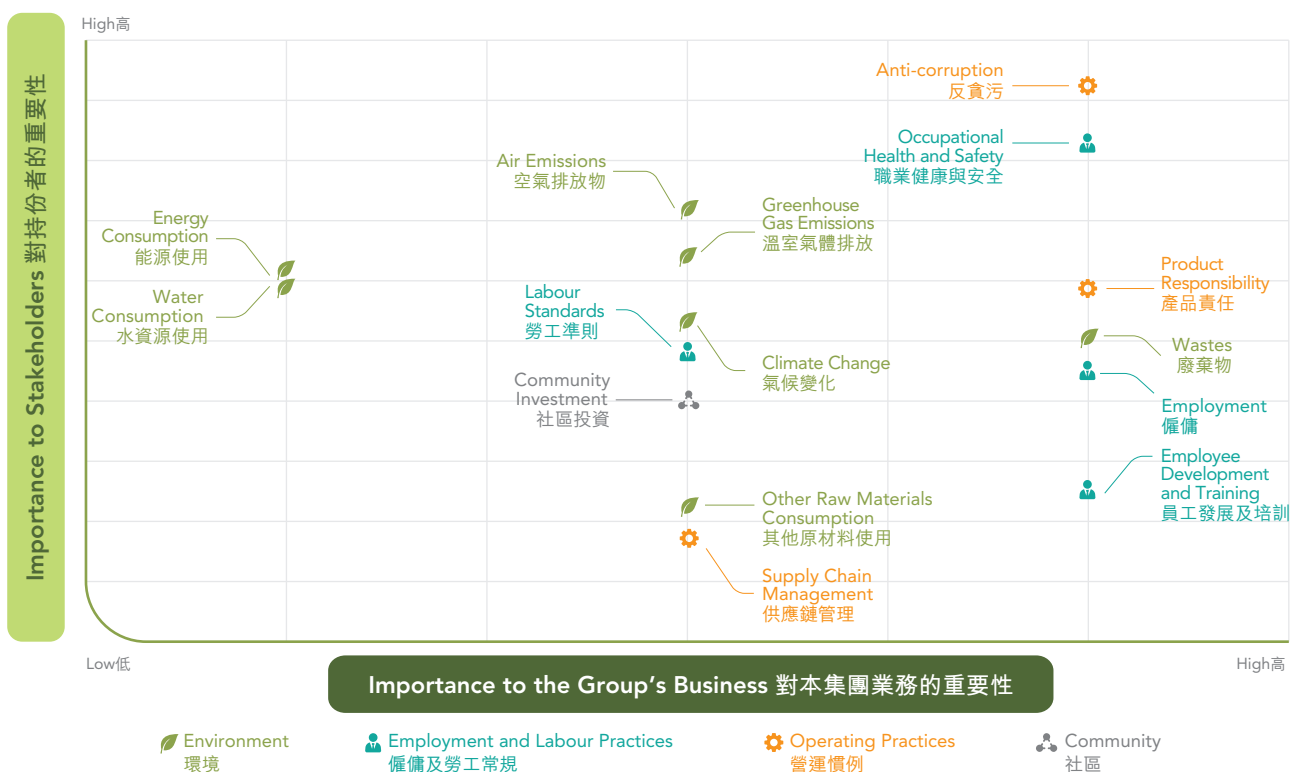 High高
Importance to Stakeholders 對持份者的重要性
Anti-corruption
反貪污
Occupational
Health and Safety
職業健康與安全
Air Emissions
空氣排放物
Greenhouse
Gas Emissions
溫室氣體排放
Energy
Consumption
能源使用
Water
Consumption
水資源使用
Labour
Standards
勞工準則
Product
Responsibility
產品責任
Wastes
廢棄物
Climate Change
氣候變化
Community
Investment
社區投資
Employment
僱傭
Employee
Development
and Training
員工發展及培訓
Other Raw Materials
Consumption
其他原材料使用
Supply Chain
Management
供應鏈管理
Low低
High高
Importance to the Group's Business 對本集團業務的重要性
Environment
環境
Employment and Labour Practices
僱傭及勞工常規
Operating Practices
營運慣例
Community
社區